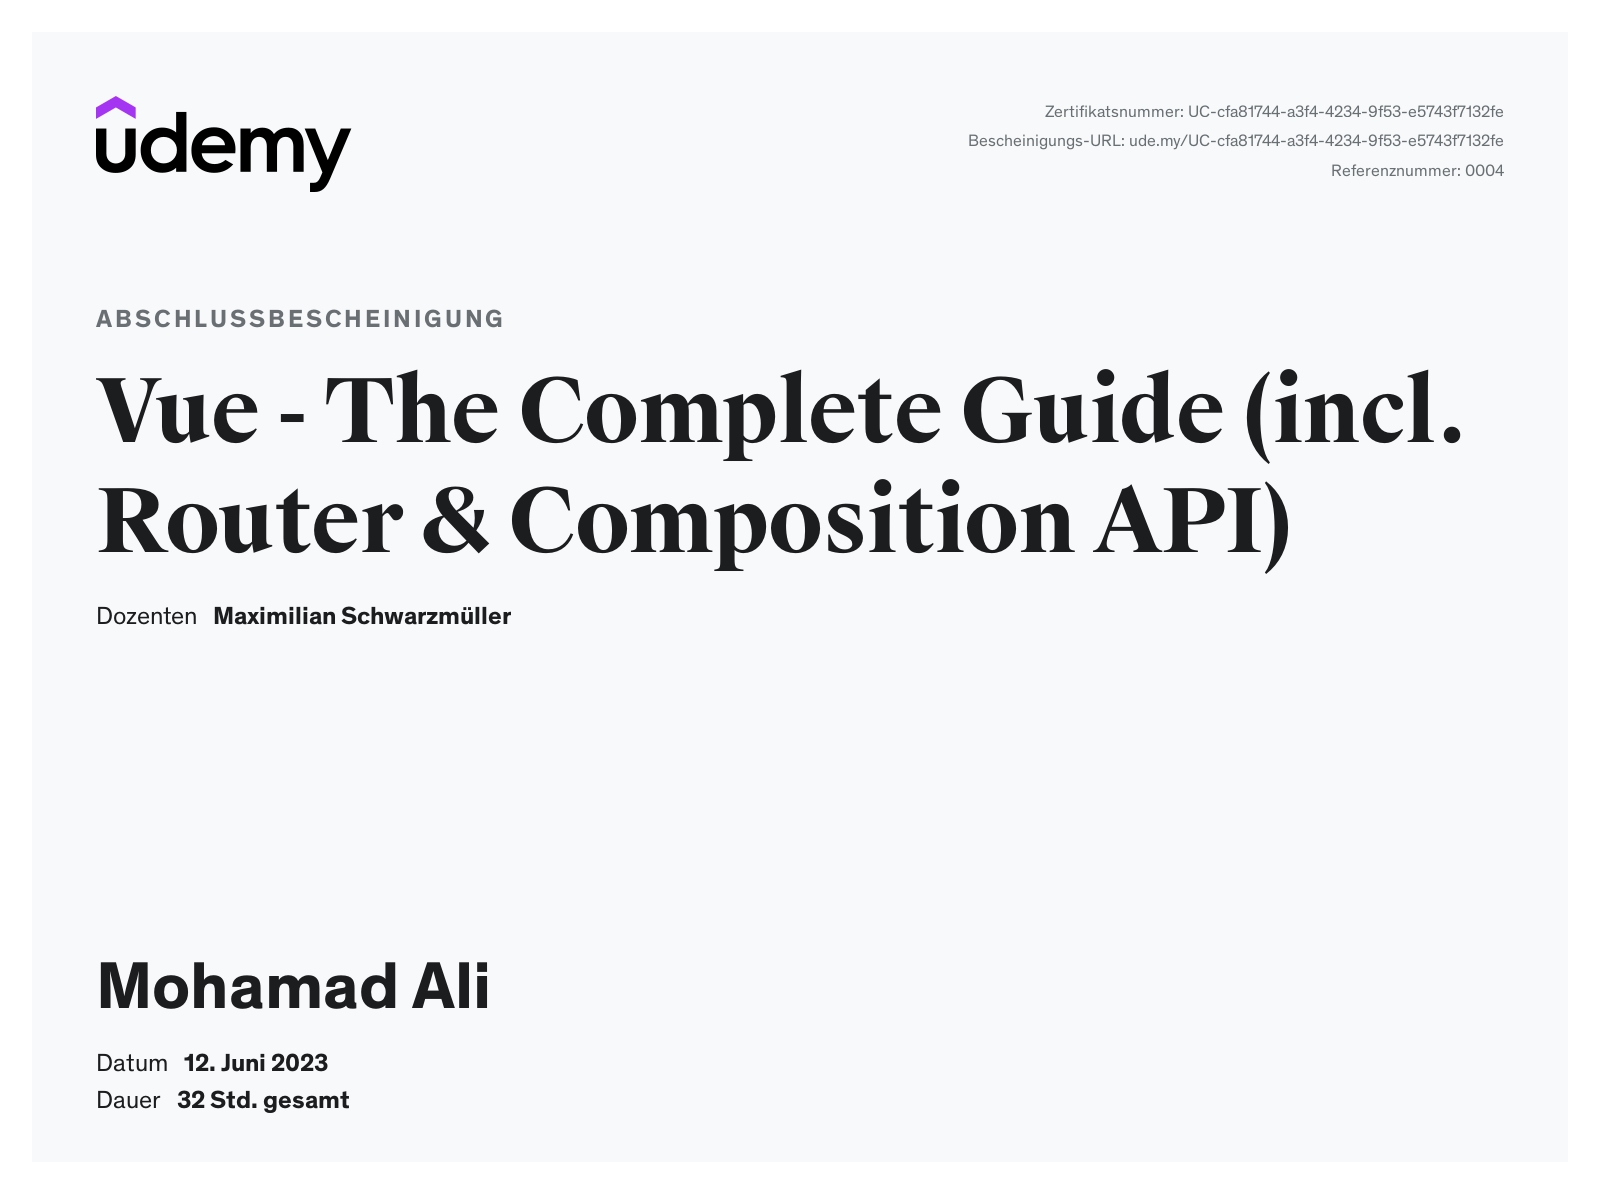 udemy
Zertifikatsnummer: UC-cfa81744-a3f4-4234-9f53-e5743f7132fe
Bescheinigungs-URL: ude.my/UC-cfa81744-a3f4-4234-9f53-e5743f7132fe
Referenznummer: 0004
ABSCHLUSSBESCHEINIGUNG
Vue - The Complete Guide (incl.
Router & Composition API)
Dozenten Maximilian Schwarzmüller
Mohamad Ali
Datum 12. Juni 2023
Dauer 32 Std. gesamt